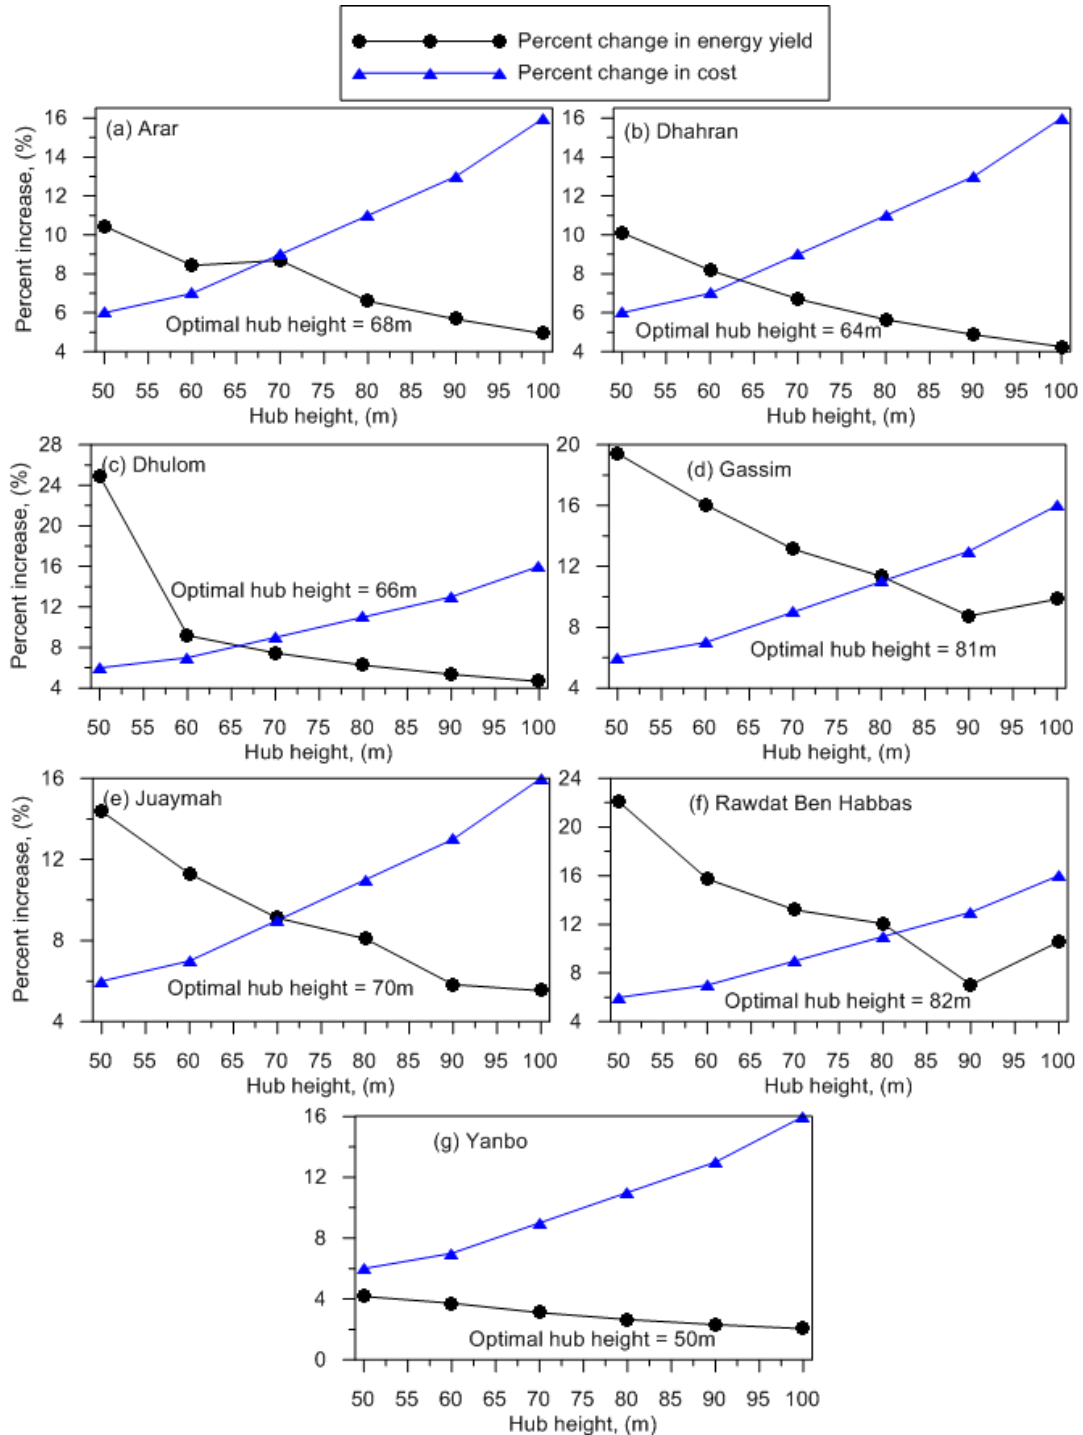 Percent change in energy yield
Percent change in cost
(a) Arar
Percent increase, (%)
16
14
12
10
8
6
4
Optimal hub height = 68m
50 55 60 65 70 75 80 85 90 95 100
Hub height, (m)
(b) Dhahran
16
14
12
10
8
6
4
Optimal hub height = 64m
50 55 60 65 70 75 80 85 90 95 100
Hub height, (m)
(c) Dhulom
Percent increase, (%)
28
24
20
16
12
8
4
Optimal hub height = 66m
50 55 60 65 70 75 80 85 90 95 100
Hub height, (m)
(d) Gassim
20
16
12
8
4
Optimal hub height = 81m
50 55 60 65 70 75 80 85 90 95 100
Hub height, (m)
(e) Juaymah
Percent increase, (%)
16
12
8
4
Optimal hub height = 70m
50 55 60 65 70 75 80 85 90 95 100
Hub height, (m)
(f) Rawdat Ben Habbas
24
20
16
12
8
4
Optimal hub height = 82m
50 55 60 65 70 75 80 85 90 95 100
Hub height, (m)
(g) Yanbo
16
12
8
4
0
Optimal hub height = 50m
50 55 60 65 70 75 80 85 90 95 100
Hub height, (m)